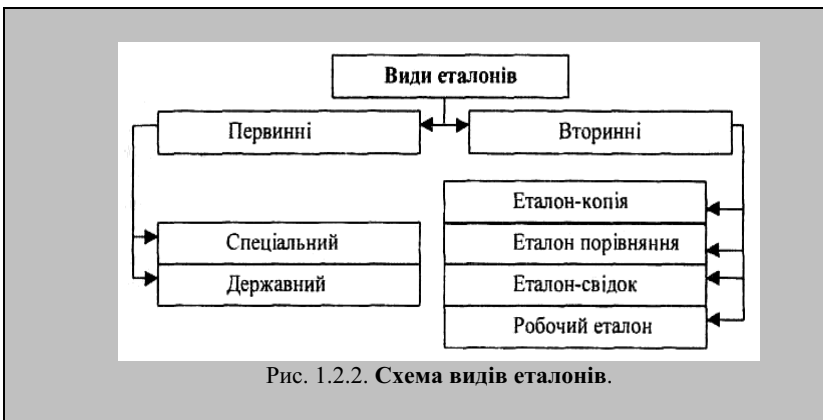 Види еталонів
Первинні
Вторинні
Спеціальний
Державний
Еталон-копія
Еталон порівняння
Еталон-свідок
Робочий еталон
Рис. 1.2.2. Схема видів еталонів.